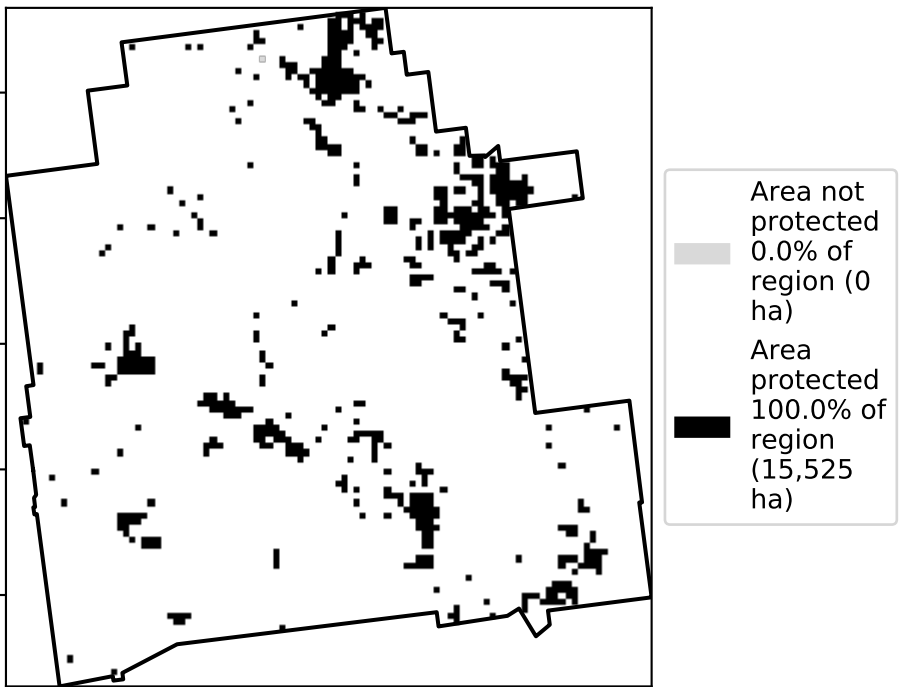 Area not
protected
0.0% of
region (0
ha)
Area
protected
100.0% of
region
(15,525
ha)